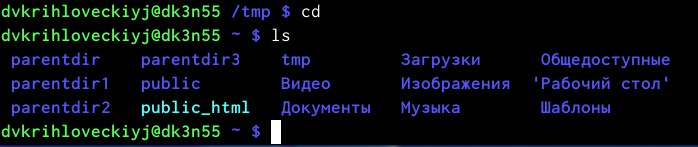 dvkrihloveckiyj@dk3n55 /tmp $ cd
dvkrihloveckiyj@dk3n55 ~ $ ls
parentdir parentdir3 tmp Загрузки Общедоступные
parentdir1 public Видео Изображения 'Рабочий стол'
parentdir2 public_html Документы Музыка Шаблоны
dvkrihloveckiyj@dk3n55 ~ $